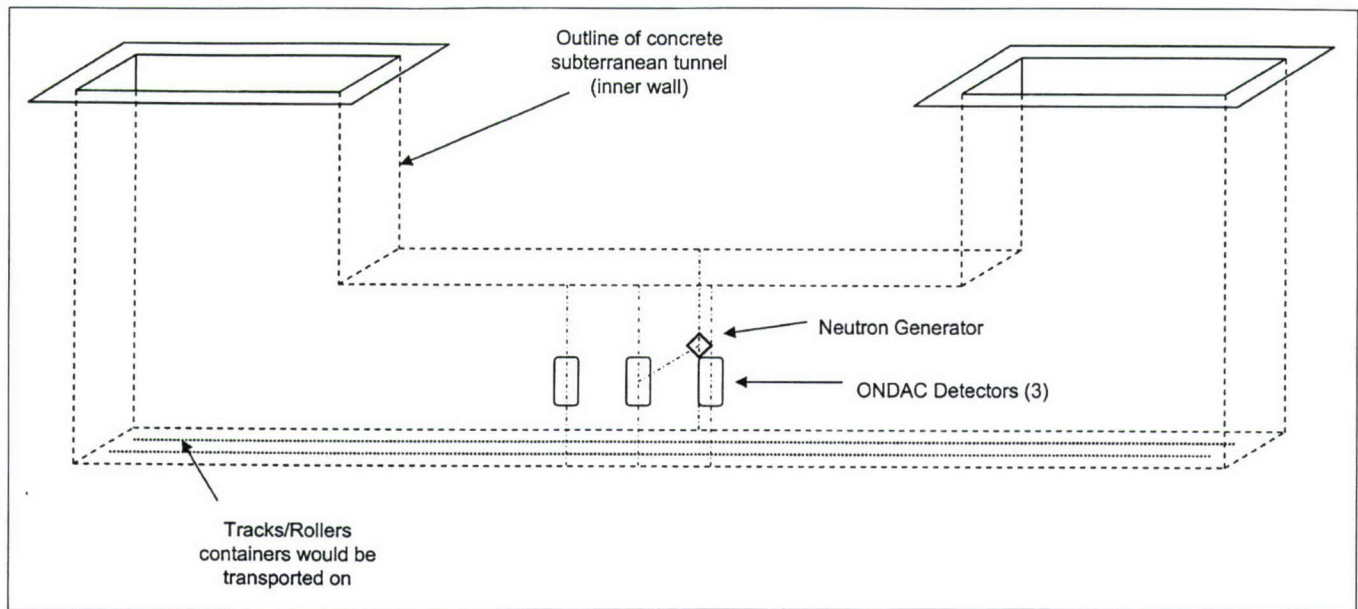 Outline of concrete
subterranean tunnel
(inner wall)
Neutron Generator
ONDAC Detectors (3)
Tracks/Rollers
containers would be
transported on